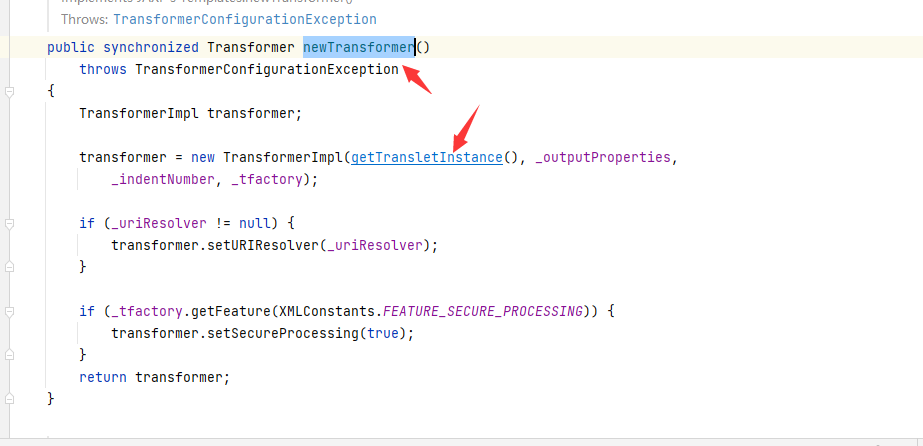 Implements JAXP's Templates.newTransformer()
Throws: TransformerConfigurationException
public synchronized Transformer newTransformer()
throws TransformerConfigurationException
{
TransformerImpl transformer;
transformer = new TransformerImpl(getTransletInstance(), _outputProperties,
_indentNumber, _tfactory);
if (_uriResolver != null) {
transformer.setURIResolver(_uriResolver);
}
if (_tfactory.getFeature(XMLConstants.FEATURE_SECURE_PROCESSING)) {
transformer.setSecureProcessing(true);
}
return transformer;
}